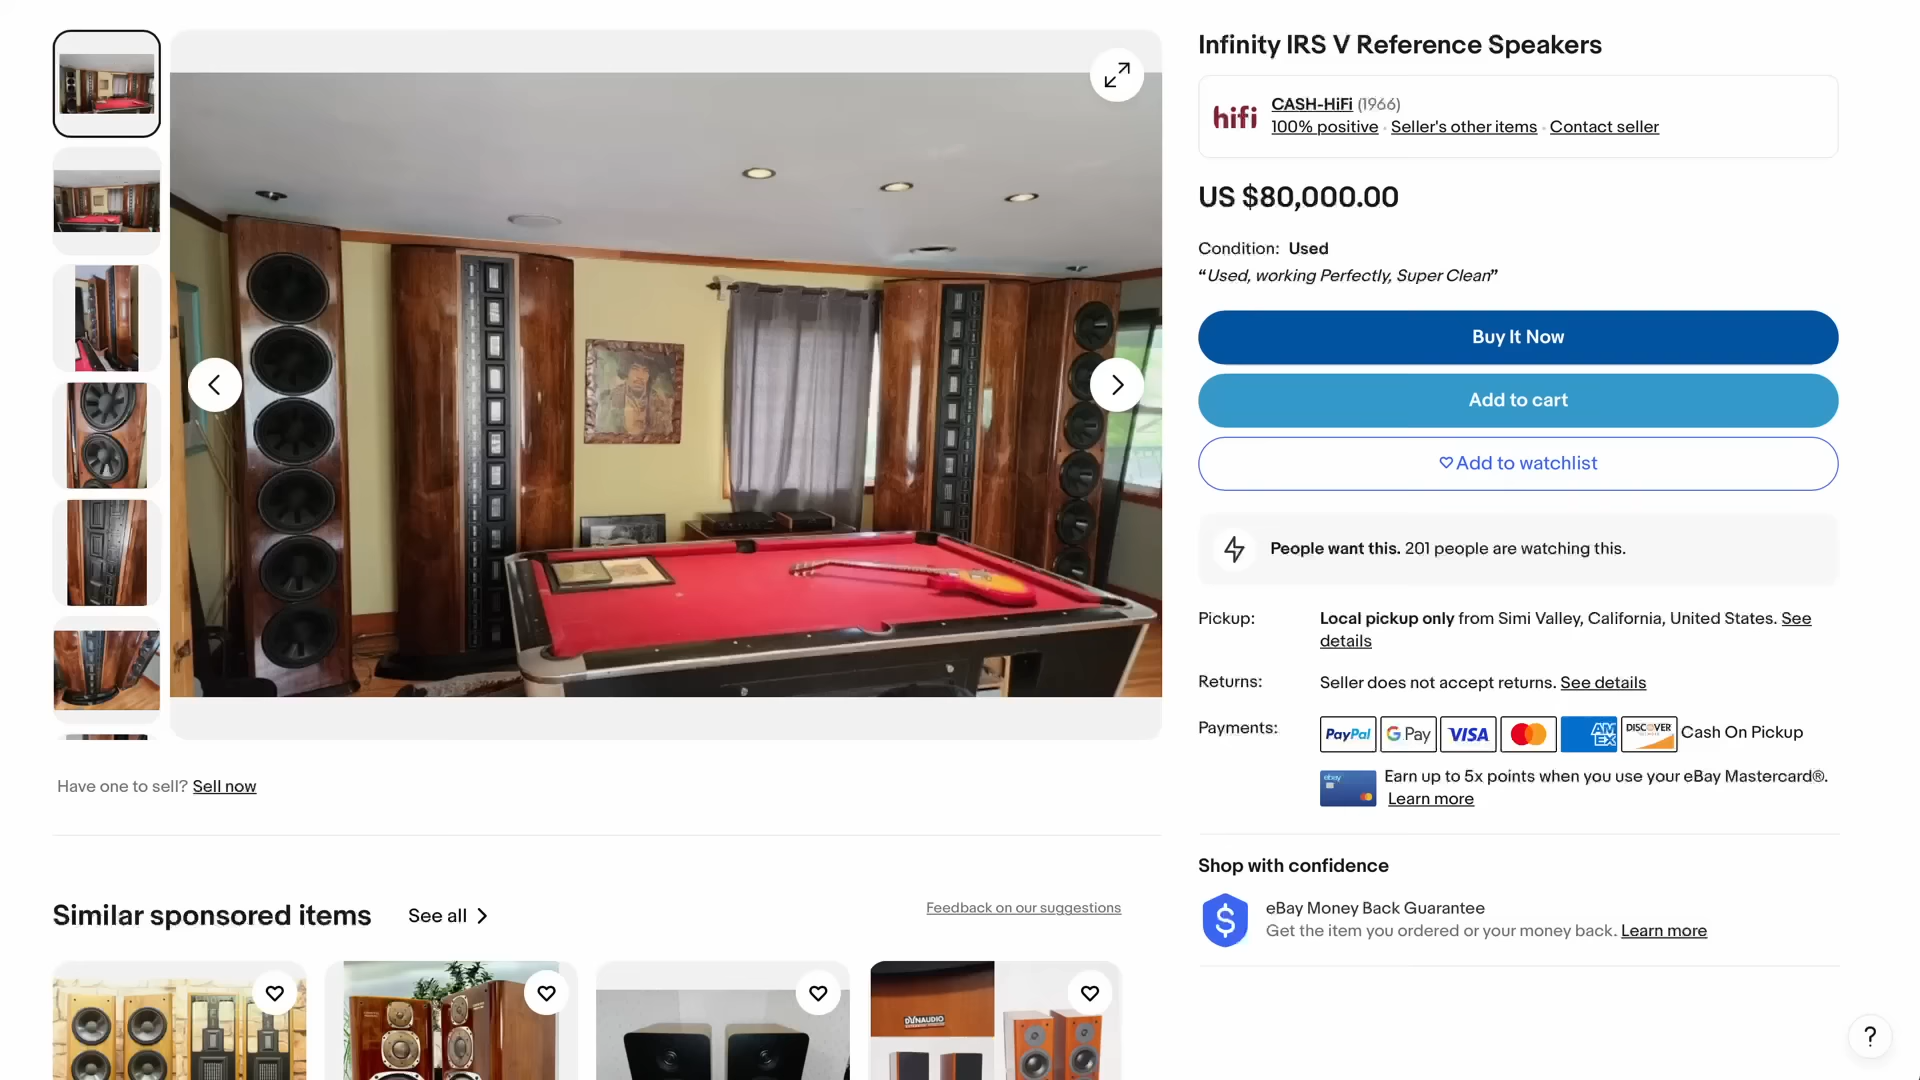 Infinity IRS V Reference Speakers
hifi
CASH-HiFi (1966)
100% positive · Seller's other items · Contact seller
US $80,000.00
Condition: Used
“Used, working Perfectly, Super Clean”
Buy It Now
Add to cart
Add to watchlist
People want this. 201 people are watching this.
Pickup: Local pickup only from Simi Valley, California, United States. See
details
Returns: Seller does not accept returns. See details
Payments: PayPal G Pay VISA AMEX DISCOVER Cash On Pickup
ebay
Earn up to 5x points when you use your eBay Mastercard®.
Learn more
Have one to sell? Sell now
Shop with confidence
eBay Money Back Guarantee
Get the item you ordered or your money back. Learn more
Similar sponsored items See all
Feedback on our suggestions
DYNAUDIO
?